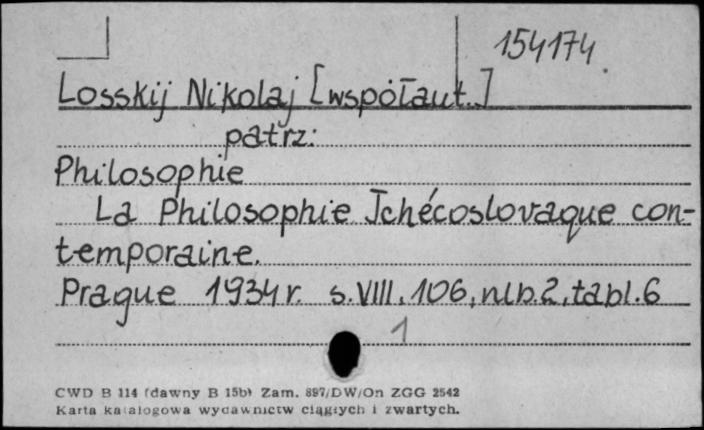 154174
Losskij Nikolaj [współaut.]
patrz:
Philosophie
La Philosophie Tchécoslovaque con-
temporaine.
Prague 1934 r. s. VIII, 106, nlb. 2, tabl. 6
1
CWD B 114 (dawny B 15b) Zam. 897/DW/On ZGG 2542
Karta katalogowa wydawnictw ciągłych i zwartych.